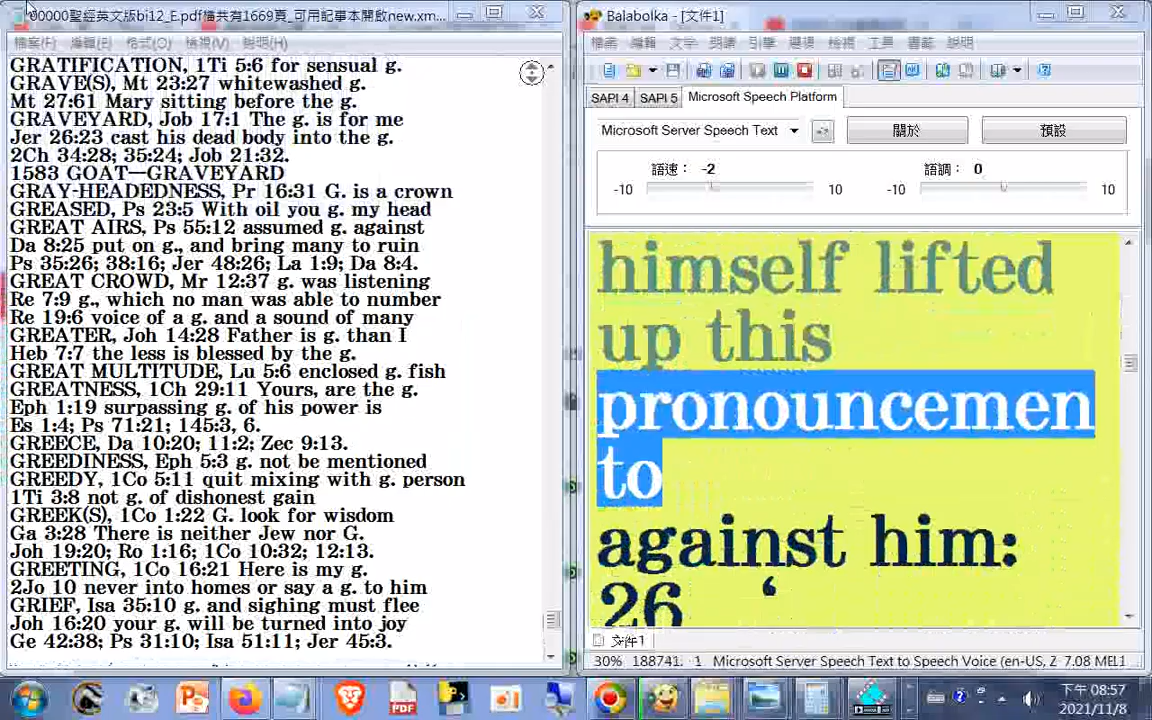 00000聖經英文版bi12_E.pdf檔共有1669頁_可用記事本開啟new.xm...
檔案(F) 編輯(E) 格式(O) 檢視(V) 說明(H)
GRATIFICATION, 1Ti 5:6 for sensual g.
GRAVE(S), Mt 23:27 whitewashed g.
Mt 27:61 Mary sitting before the g.
GRAVEYARD, Job 17:1 The g. is for me
Jer 26:23 cast his dead body into the g.
2Ch 34:28; 35:24; Job 21:32.
1583 GOAT—GRAVEYARD
GRAY-HEADEDNESS, Pr 16:31 G. is a crown
GREASED, Ps 23:5 With oil you g. my head
GREAT AIRS, Ps 55:12 assumed g. against
Da 8:25 put on g., and bring many to ruin
Ps 35:26; 38:16; Jer 48:26; La 1:9; Da 8:4.
GREAT CROWD, Mr 12:37 g. was listening
Re 7:9 g., which no man was able to number
Re 19:6 voice of a g. and a sound of many
GREATER, Joh 14:28 Father is g. than I
Heb 7:7 the less is blessed by the g.
GREAT MULTITUDE, Lu 5:6 enclosed g. fish
GREATNESS, 1Ch 29:11 Yours, are the g.
Eph 1:19 surpassing g. of his power is
Es 1:4; Ps 71:21; 145:3, 6.
GREECE, Da 10:20; 11:2; Zec 9:13.
GREEDINESS, Eph 5:3 g. not be mentioned
GREEDY, 1Co 5:11 quit mixing with g. person
1Ti 3:8 not g. of dishonest gain
GREEK(S), 1Co 1:22 G. look for wisdom
Ga 3:28 There is neither Jew nor G.
Joh 19:20; Ro 1:16; 1Co 10:32; 12:13.
GREETING, 1Co 16:21 Here is my g.
2Jo 10 never into homes or say a g. to him
GRIEF, Isa 35:10 g. and sighing must flee
Joh 16:20 your g. will be turned into joy
Ge 42:38; Ps 31:10; Isa 51:11; Jer 45:3.
Balabolka - [文件1]
檔案 編輯 文字 朗讀 引擎 選項 檢視 工具 書籤 說明
SAPI 4 SAPI 5 Microsoft Speech Platform
Microsoft Server Speech Text 關於 預設
語速： -2 語調： 0
-10 10 -10 10
himself lifted
up this
pronouncemen
to
against him:
26 ‘
文件1
30% 188741. 1 Microsoft Server Speech Text to Speech Voice (en-US, Z 7.08 МЕ1
PDF
下午 08:57
2021/11/8